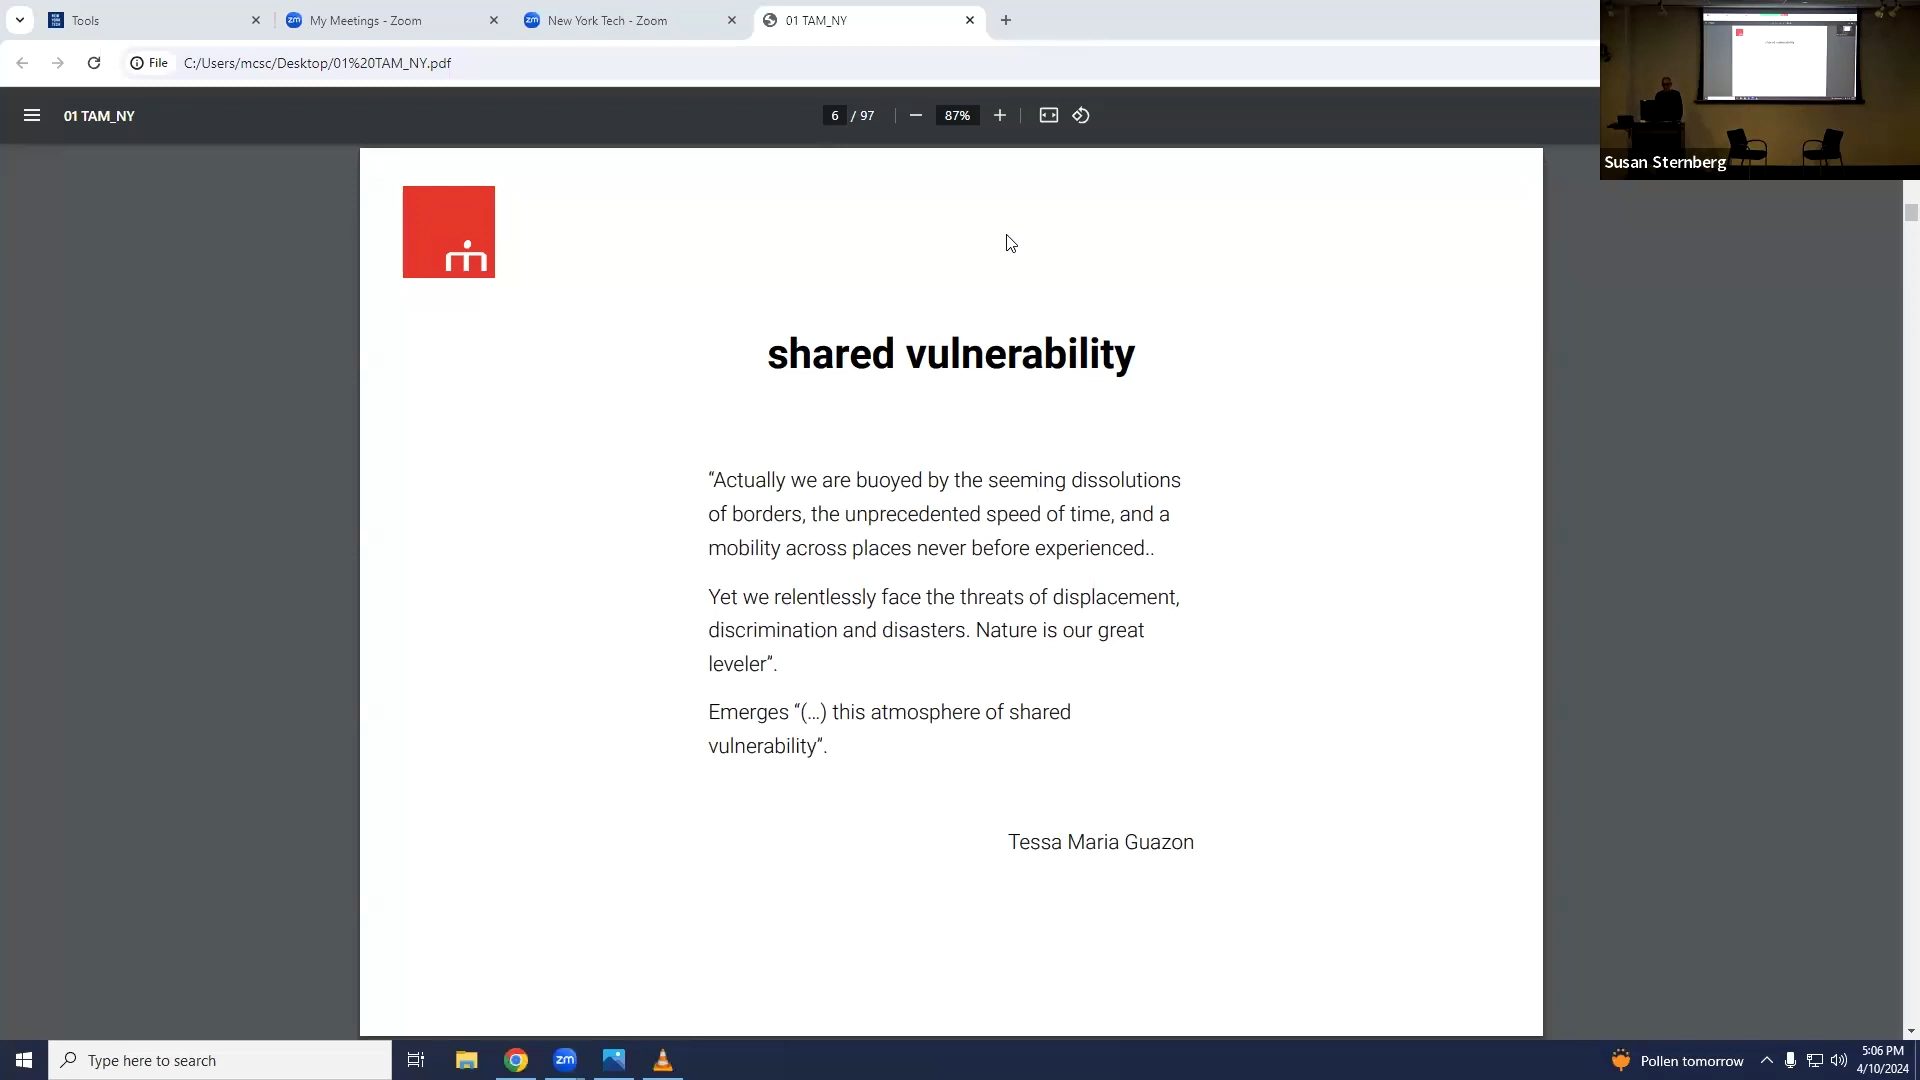 Tools
My Meetings - Zoom
New York Tech - Zoom
01 TAM_NY
File
C:/Users/mcsc/Desktop/01%20TAM_NY.pdf
01 TAM_NY
6 / 97
87%
Susan Sternberg
shared vulnerability
“Actually we are buoyed by the seeming dissolutions
of borders, the unprecedented speed of time, and a
mobility across places never before experienced..
Yet we relentlessly face the threats of displacement,
discrimination and disasters. Nature is our great
leveler”.
Emerges “(...) this atmosphere of shared
vulnerability”.
Tessa Maria Guazon
Type here to search
zm
Pollen tomorrow
5:06 PM
4/10/2024